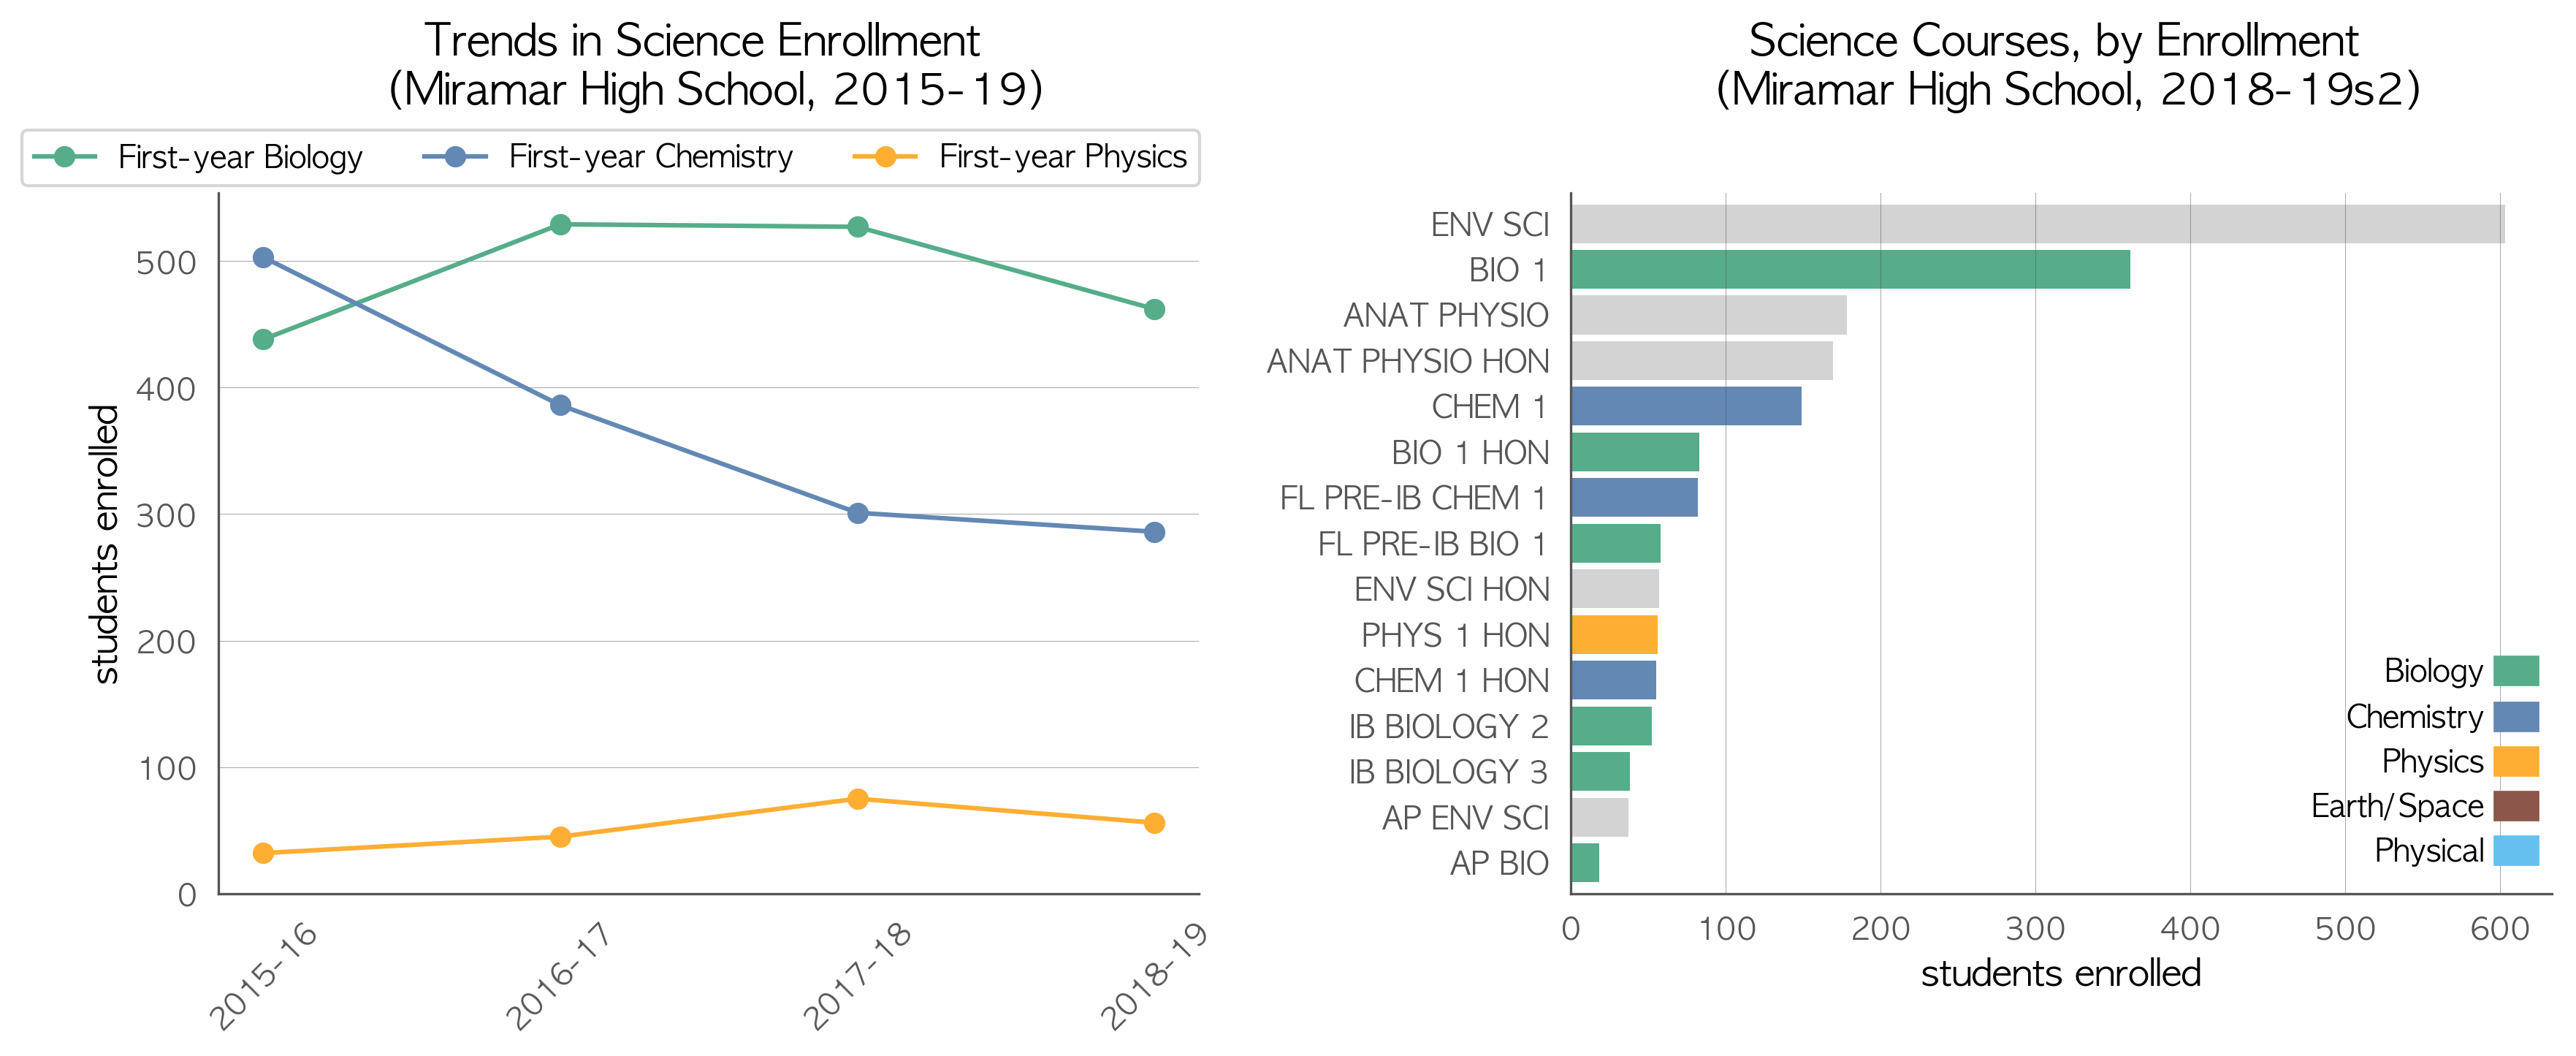 Trends in Science Enrollment
(Miramar High School, 2015-19)
First-year Biology
First-year Chemistry
First-year Physics
students enrolled
500
400
300
200
100
0
2015-16
2016-17
2017-18
2018-19
Science Courses, by Enrollment
(Miramar High School, 2018-19s2)
ENV SCI
BIO 1
ANAT PHYSIO
ANAT PHYSIO HON
CHEM 1
BIO 1 HON
FL PRE-IB CHEM 1
FL PRE-IB BIO 1
ENV SCI HON
PHYS 1 HON
CHEM 1 HON
IB BIOLOGY 2
IB BIOLOGY 3
AP ENV SCI
AP BIO
Biology
Chemistry
Physics
Earth/Space
Physical
0 100 200 300 400 500 600
students enrolled